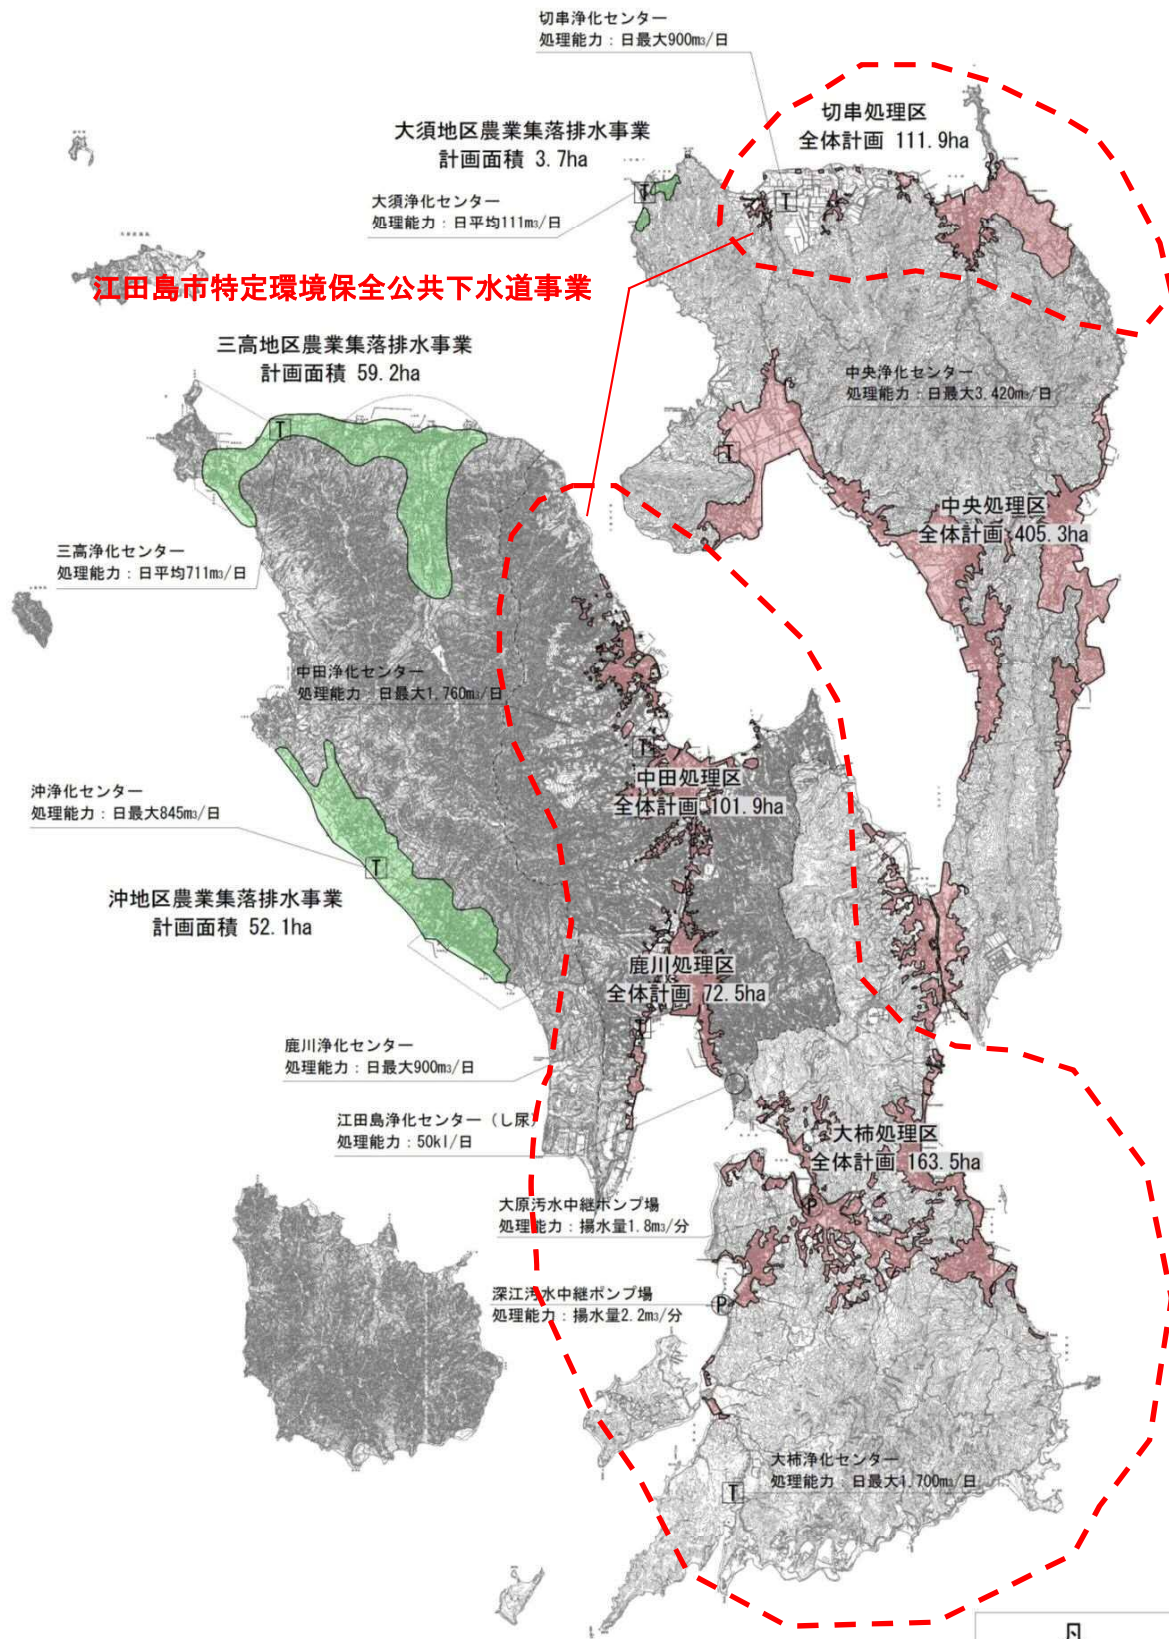 切串浄化センター
処理能力：日最大900m3/日
切串処理区
全体計画 111.9ha
大須地区農業集落排水事業
計画面積 3.7ha
大須浄化センター
処理能力：日平均111m3/日
T
T
江田島市特定環境保全公共下水道事業
三高地区農業集落排水事業
計画面積 59.2ha
中央浄化センター
処理能力：日最大3,420m3/日
T
T
中央処理区
全体計画 405.3ha
三高浄化センター
処理能力：日平均711m3/日
中田浄化センター
処理能力：日最大1,760m3/日
T
中田処理区
全体計画 101.9ha
沖浄化センター
処理能力：日最大845m3/日
T
沖地区農業集落排水事業
計画面積 52.1ha
鹿川処理区
全体計画 72.5ha
T
鹿川浄化センター
処理能力：日最大900m3/日
江田島浄化センター（し尿）
処理能力：50kl/日
大柿処理区
全体計画 163.5ha
大原汚水中継ポンプ場
処理能力：揚水量1.8m3/分
P
深江汚水中継ポンプ場
処理能力：揚水量2.2m3/分
P
大柿浄化センター
処理能力：日最大1,700m3/日
T
凡